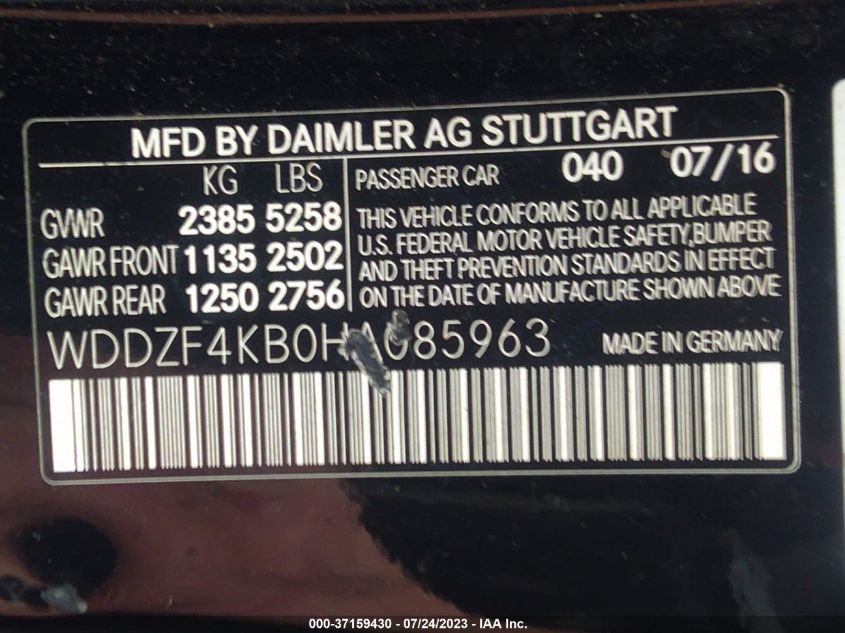 MFD BY DAIMLER AG STUTTGART
KG LBS
GVWR 2385 5258
GAWR FRONT 1135 2502
GAWR REAR 1250 2756
PASSENGER CAR 040 07/16
THIS VEHICLE CONFORMS TO ALL APPLICABLE
U.S. FEDERAL MOTOR VEHICLE SAFETY,BUMPER
AND THEFT PREVENTION STANDARDS IN EFFECT
ON THE DATE OF MANUFACTURE SHOWN ABOVE
WDDZF4KB0HA085963 MADE IN GERMANY
000-37159430 - 07/24/2023 - IAA Inc.